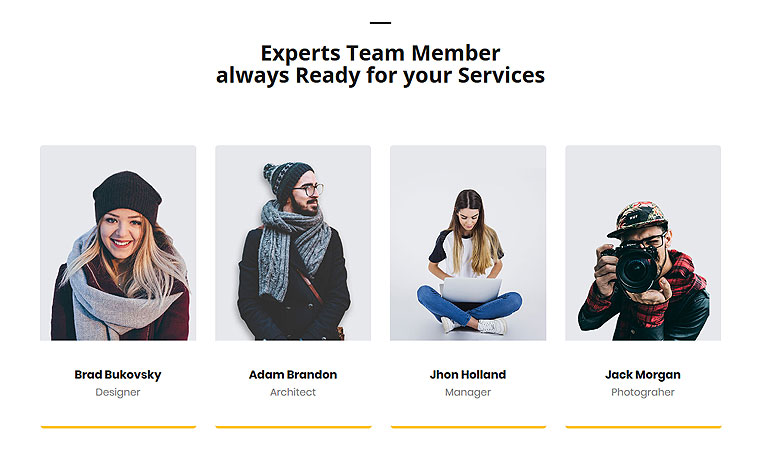 Experts Team Member
always Ready for your Services
Brad Bukovsky
Designer
Adam Brandon
Architect
Jhon Holland
Manager
Jack Morgan
Photograher